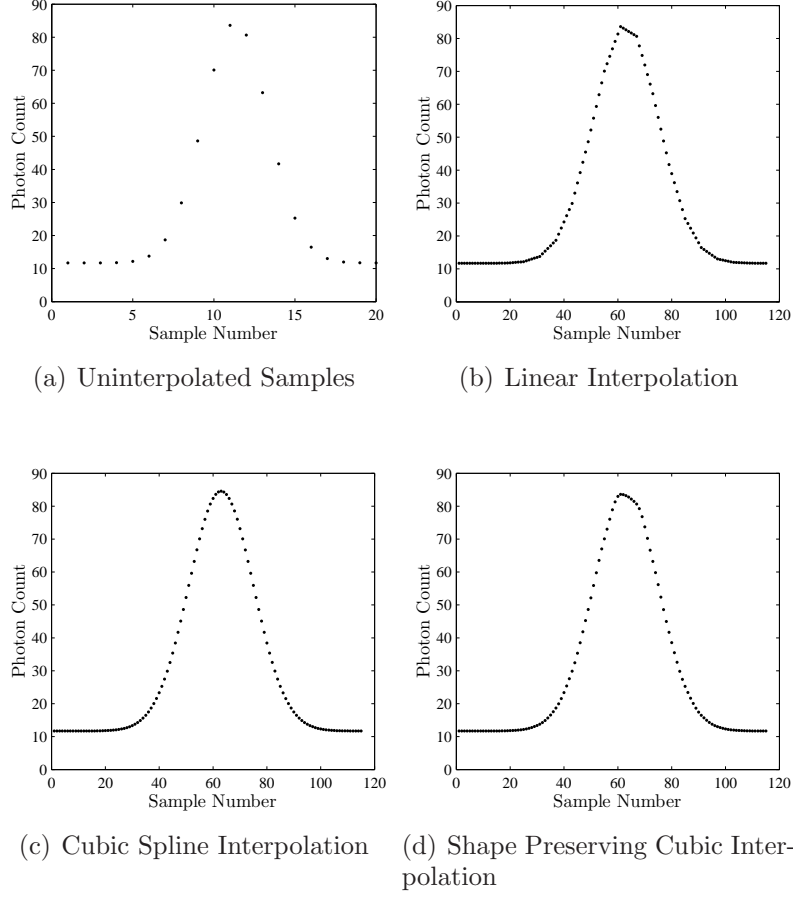 90
80
70
60
50
40
30
20
10
0
Photon Count
0 5 10 15 20
Sample Number
(a) Uninterpolated Samples
90
80
70
60
50
40
30
20
10
0
Photon Count
0 20 40 60 80 100 120
Sample Number
(b) Linear Interpolation
90
80
70
60
50
40
30
20
10
0
Photon Count
0 20 40 60 80 100 120
Sample Number
(c) Cubic Spline Interpolation
90
80
70
60
50
40
30
20
10
0
Photon Count
0 20 40 60 80 100 120
Sample Number
(d) Shape Preserving Cubic Inter-
polation